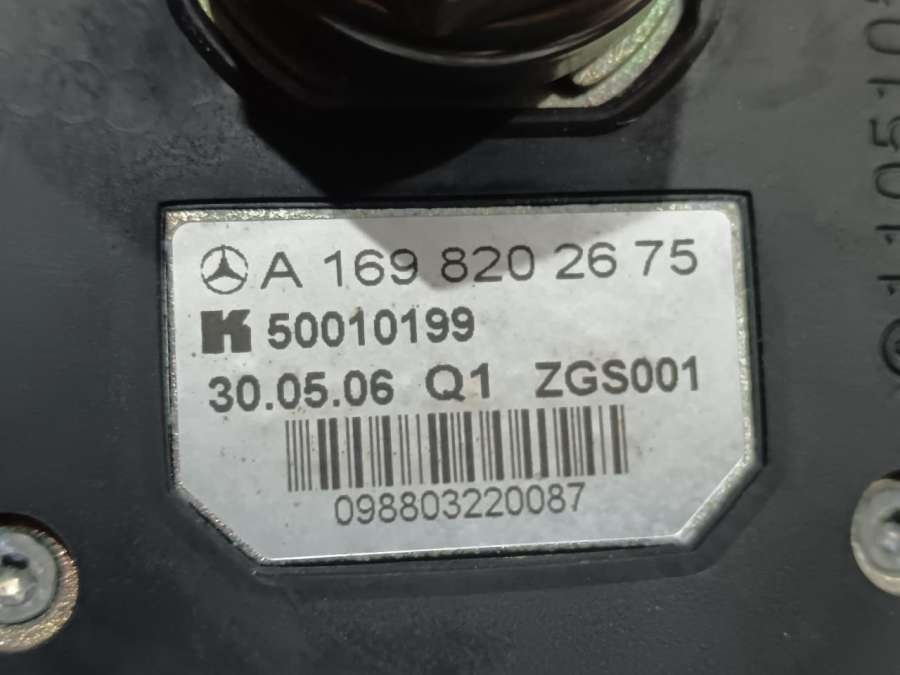 A 169 820 26 75
K 50010199
30.05.06 Q1 ZGS001
098803220087